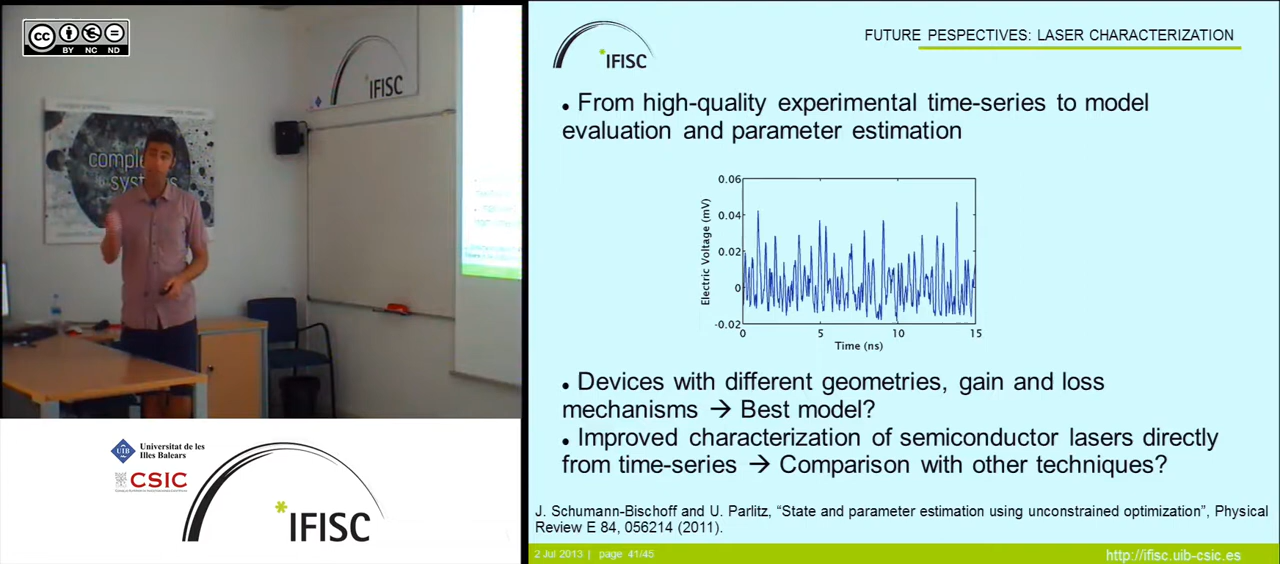 cc
BY NC ND
IFISC
comple
systems
Universitat de les
Illes Balears
UIB
CSIC
*IFISC
*IFISC
FUTURE PESPECTIVES: LASER CHARACTERIZATION
• From high-quality experimental time-series to model
evaluation and parameter estimation
0.06
0.04
0.02
0
-0.02
Electric Voltage (mV)
0 5 10 15
Time (ns)
• Devices with different geometries, gain and loss
mechanisms → Best model?
• Improved characterization of semiconductor lasers directly
from time-series → Comparison with other techniques?
J. Schumann-Bischoff and U. Parlitz, “State and parameter estimation using unconstrained optimization”, Physical
Review E 84, 056214 (2011).
2 Jul 2013 | page 41/45
http://ifisc.uib-csic.es